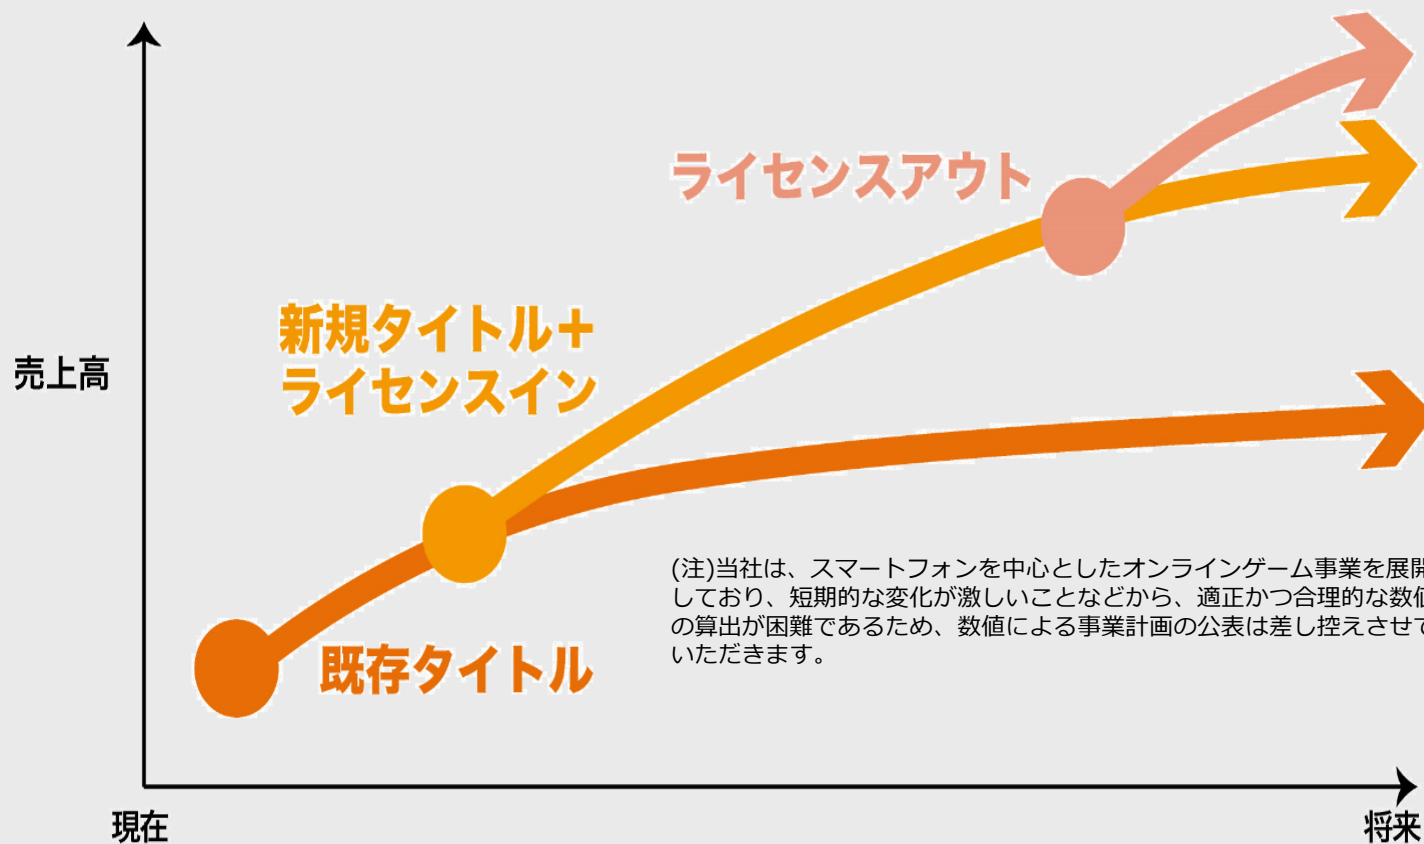 ライセンスアウト
新規タイトル＋
ライセンスイン
売上高
既存タイトル
(注)当社は、スマートフォンを中心としたオンラインゲーム事業を展開
しており、短期的な変化が激しいことなどから、適正かつ合理的な数値
の算出が困難であるため、数値による事業計画の公表は差し控えさせて
いただきます。
現在
将来